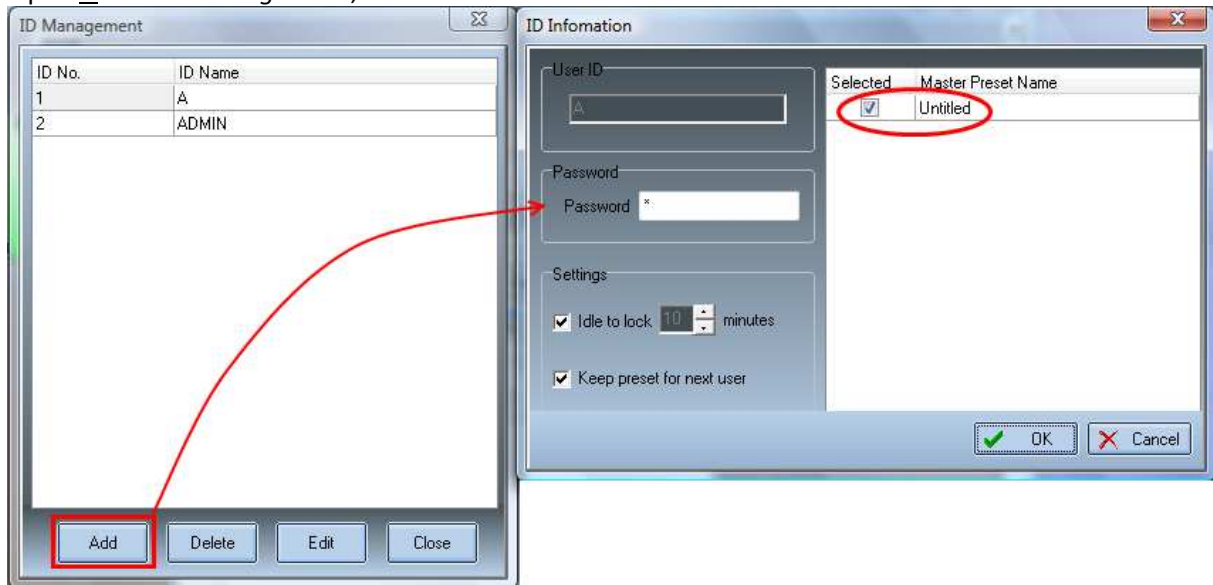 ID Management
ID No. ID Name
1 A
2 ADMIN
Add Delete Edit Close
ID Infomation
User ID
A
Password
Password *
Settings
Idle to lock 10 minutes
Keep preset for next user
Selected Master Preset Name
Untitled
OK Cancel